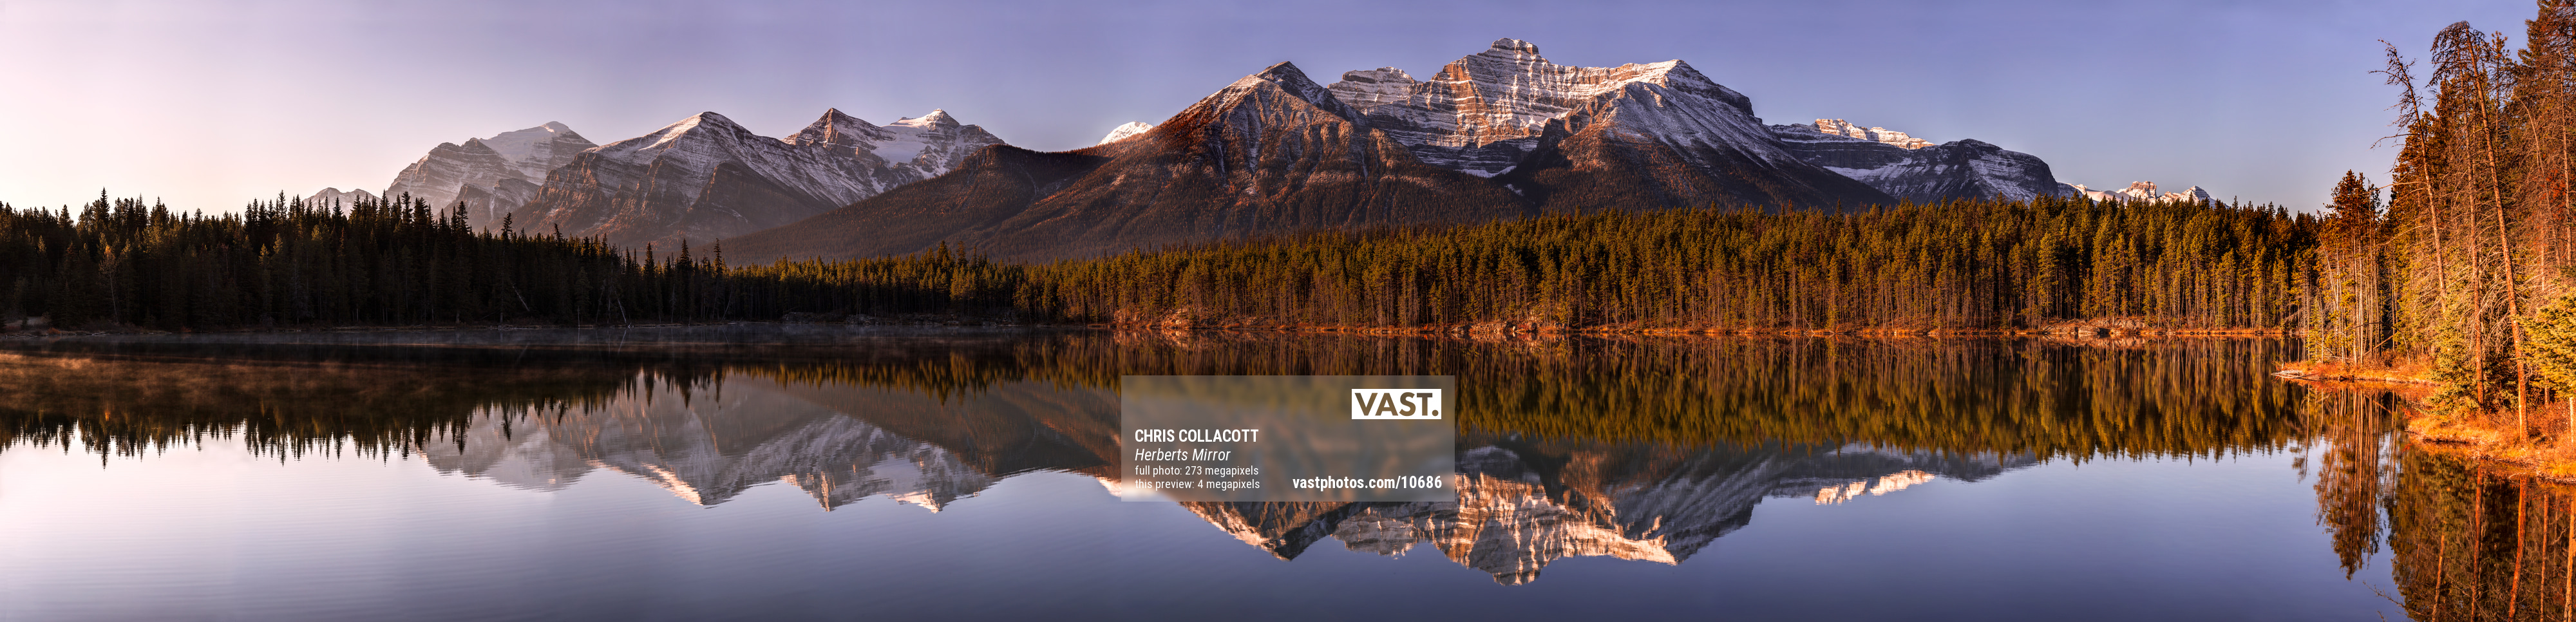 VAST.
CHRIS COLLACOTT
Herberts Mirror
full photo: 273 megapixels
this preview: 4 megapixels
vastphotos.com/10686